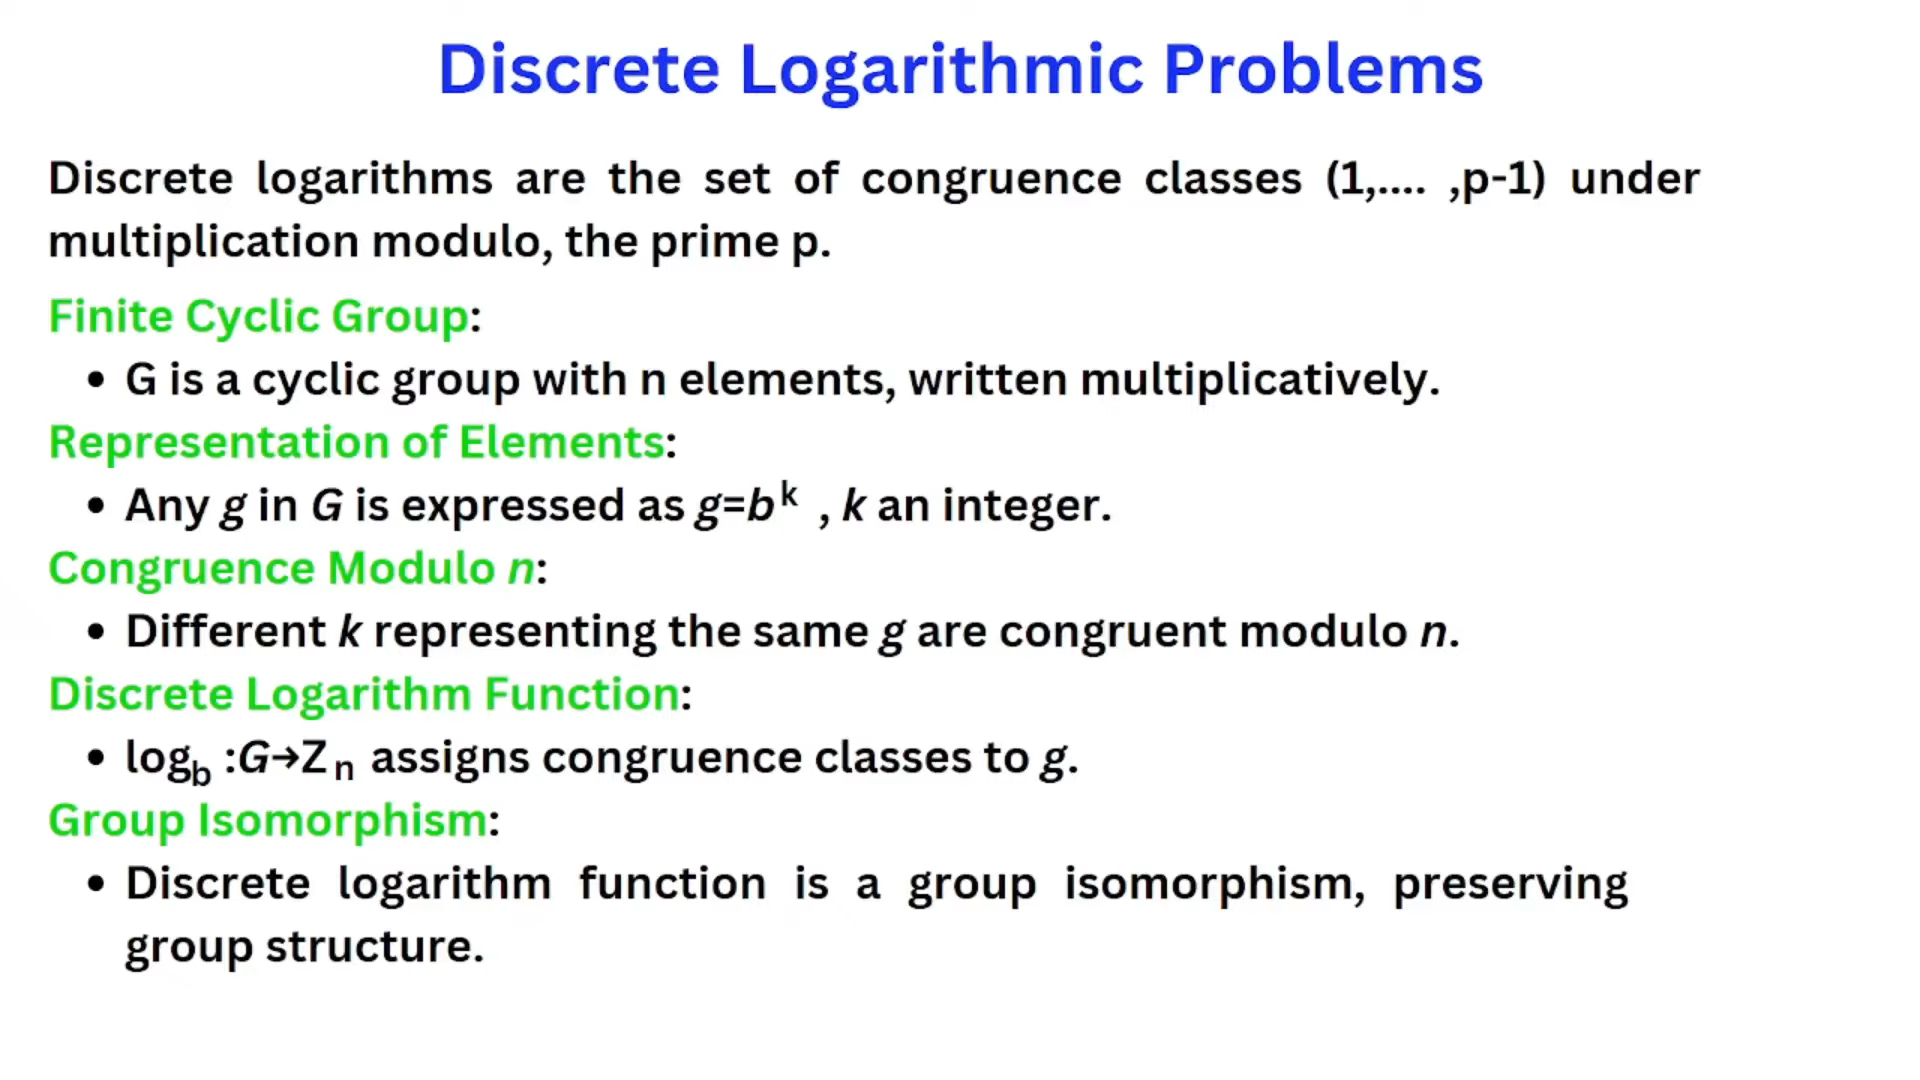 Discrete Logarithmic Problems
Discrete logarithms are the set of congruence classes (1,.... ,p-1) under
multiplication modulo, the prime p.
Finite Cyclic Group:
• G is a cyclic group with n elements, written multiplicatively.
Representation of Elements:
• Any g in G is expressed as g=b^k , k an integer.
Congruence Modulo n:
• Different k representing the same g are congruent modulo n.
Discrete Logarithm Function:
• log_b :G→Z_n assigns congruence classes to g.
Group Isomorphism:
• Discrete logarithm function is a group isomorphism, preserving
group structure.